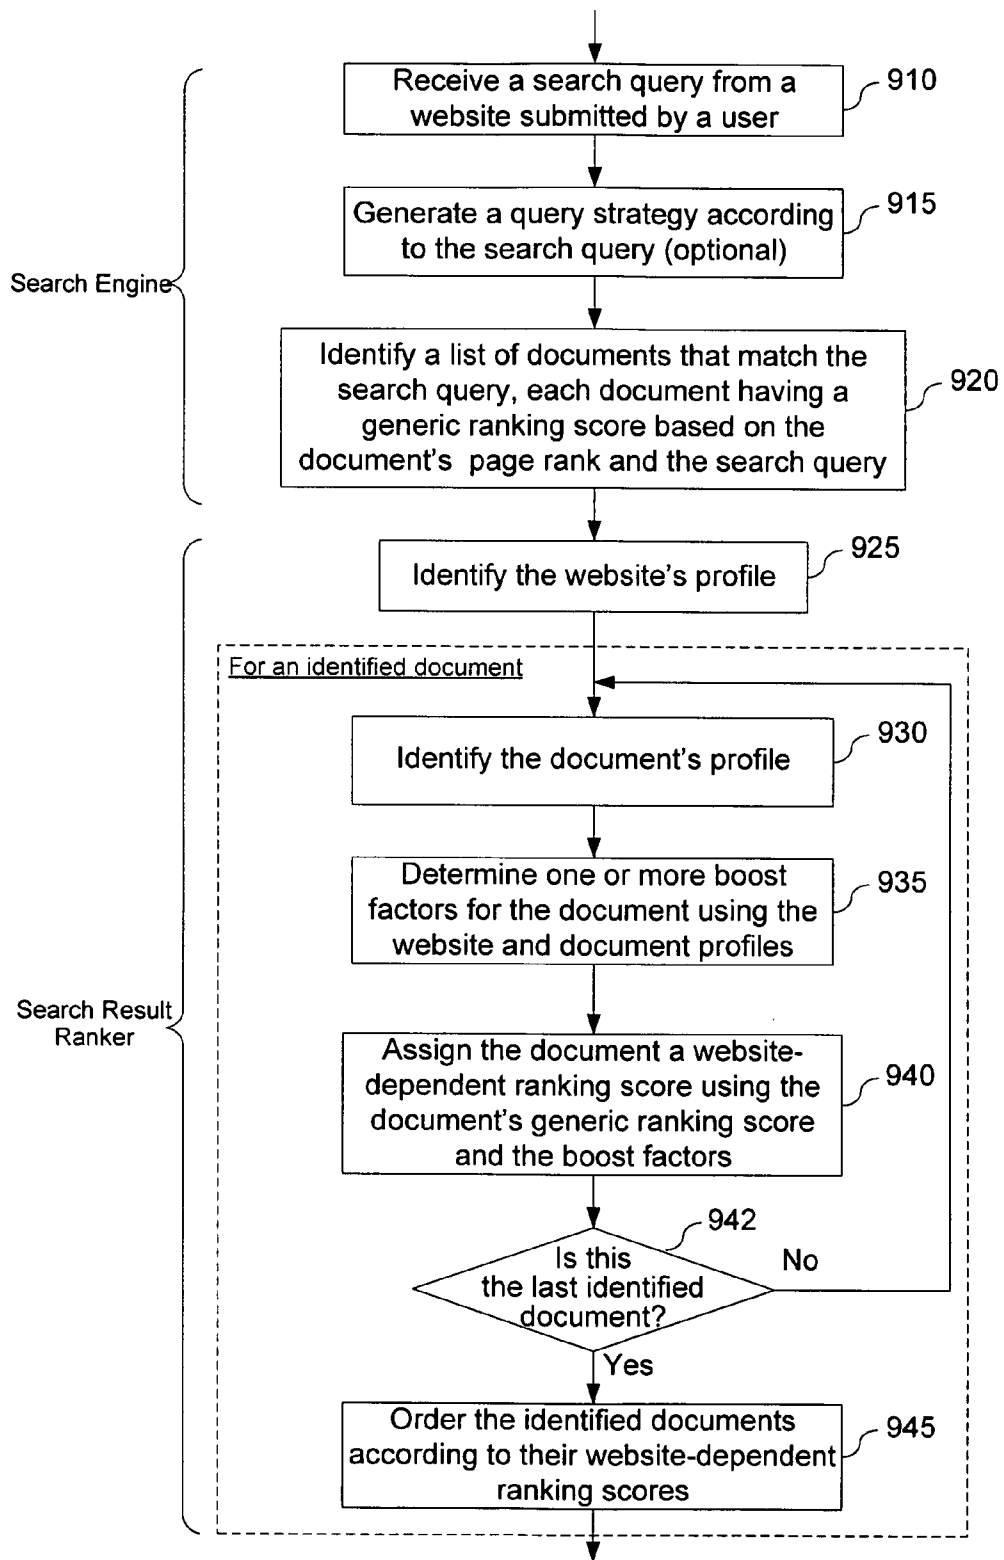 Receive a search query from a
website submitted by a user
910
Generate a query strategy according
to the search query (optional)
915
Search Engine
Identify a list of documents that match the
search query, each document having a
generic ranking score based on the
document's page rank and the search query
920
Identify the website's profile
925
For an identified document
Identify the document's profile
930
Determine one or more boost
factors for the document using the
website and document profiles
935
Search Result
Ranker
Assign the document a website-
dependent ranking score using the
document's generic ranking score
and the boost factors
940
942
Is this
the last identified
document?
No
Yes
Order the identified documents
according to their website-dependent
ranking scores
945